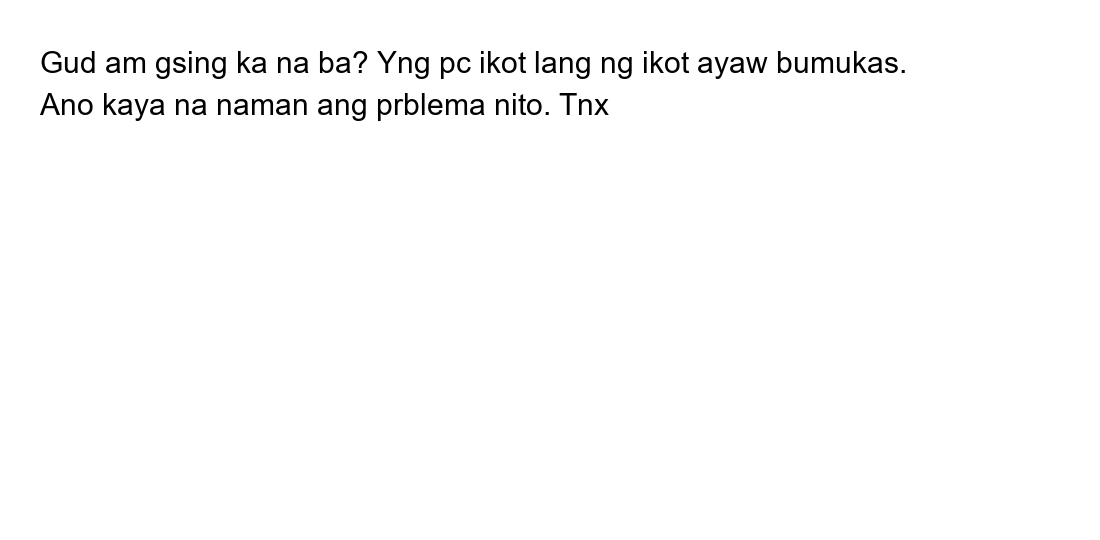 Gud am gsing ka na ba? Yng pc ikot lang ng ikot ayaw bumukas.
Ano kaya na naman ang prblema nito. Tnx